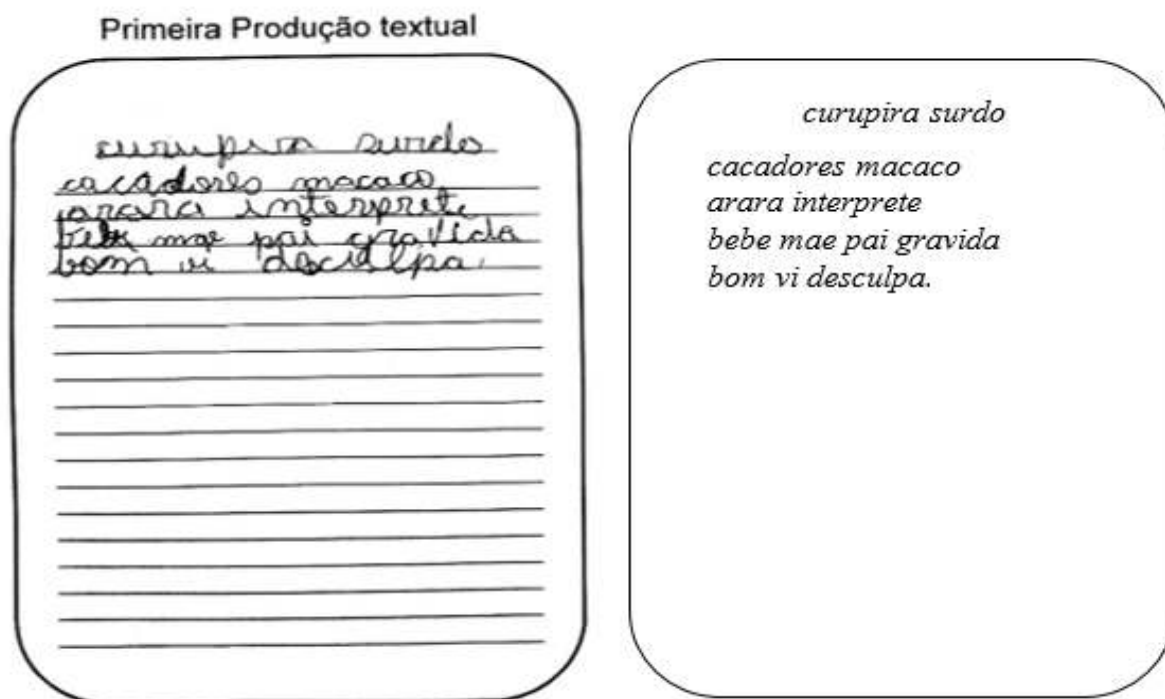 Primeira Produção textual
curupira surdo
cacadores macaco
arara interprete
bebe mae pai gravida
bom vi desculpa.
curupira surdo
cacadores macaco
arara interprete
bebe mae pai gravida
bom vi desculpa.